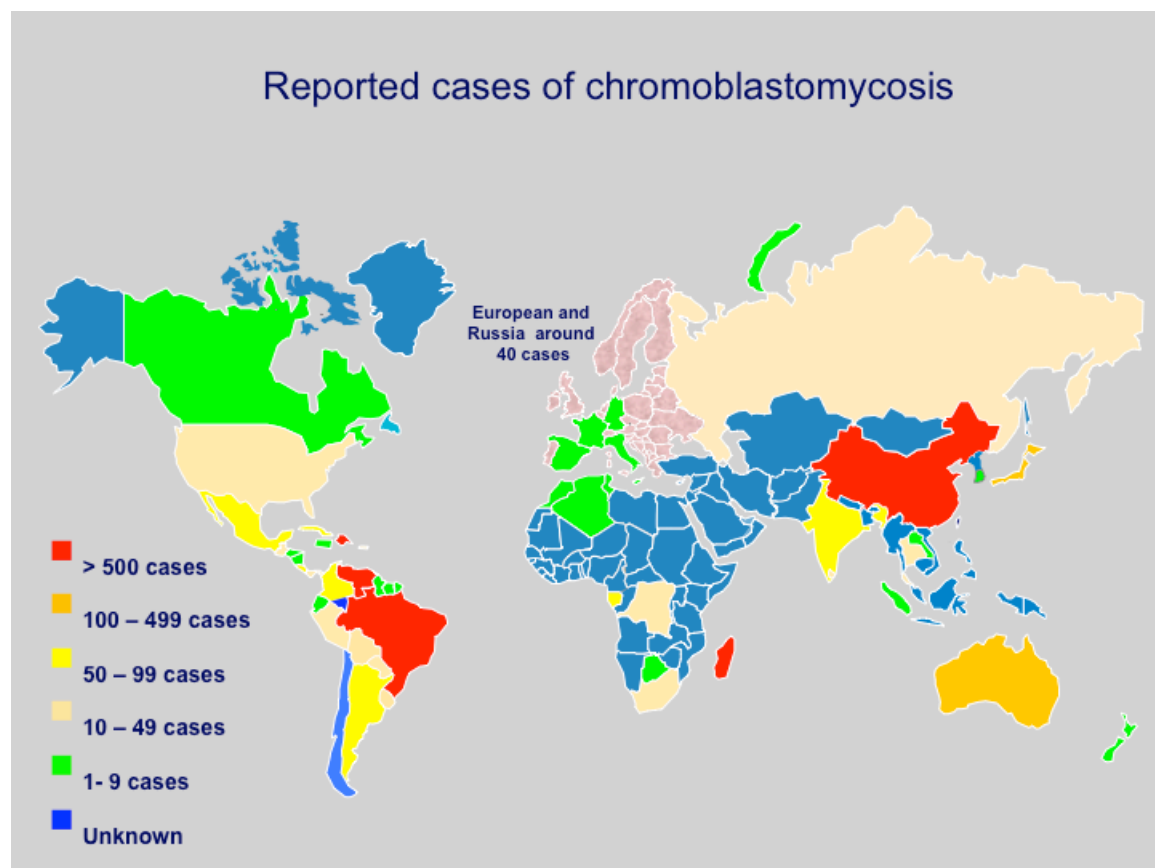 Reported cases of chromoblastomycosis
European and
Russia around
40 cases
> 500 cases
100 – 499 cases
50 – 99 cases
10 – 49 cases
1- 9 cases
Unknown